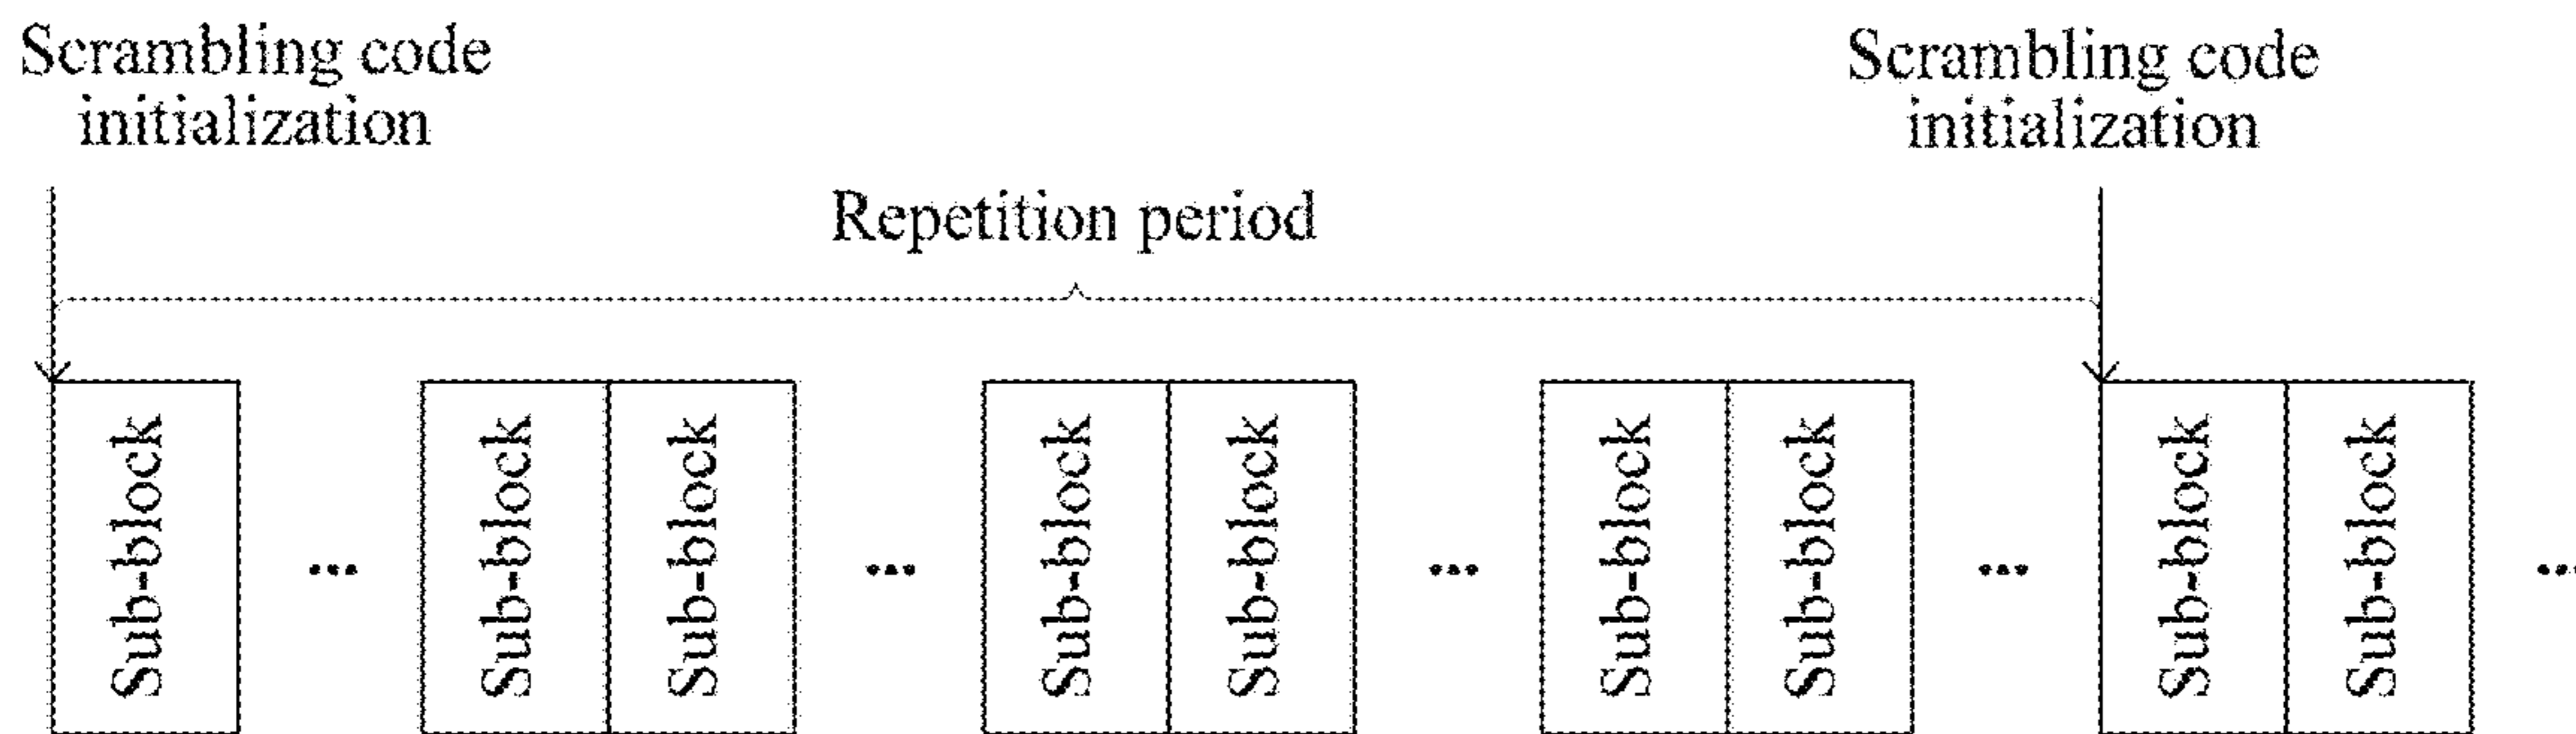 Scrambling code
initialization
Scrambling code
initialization
Repetition period
Sub-block
...
Sub-block
Sub-block
...
Sub-block
Sub-block
...
Sub-block
Sub-block
...
Sub-block
Sub-block
...